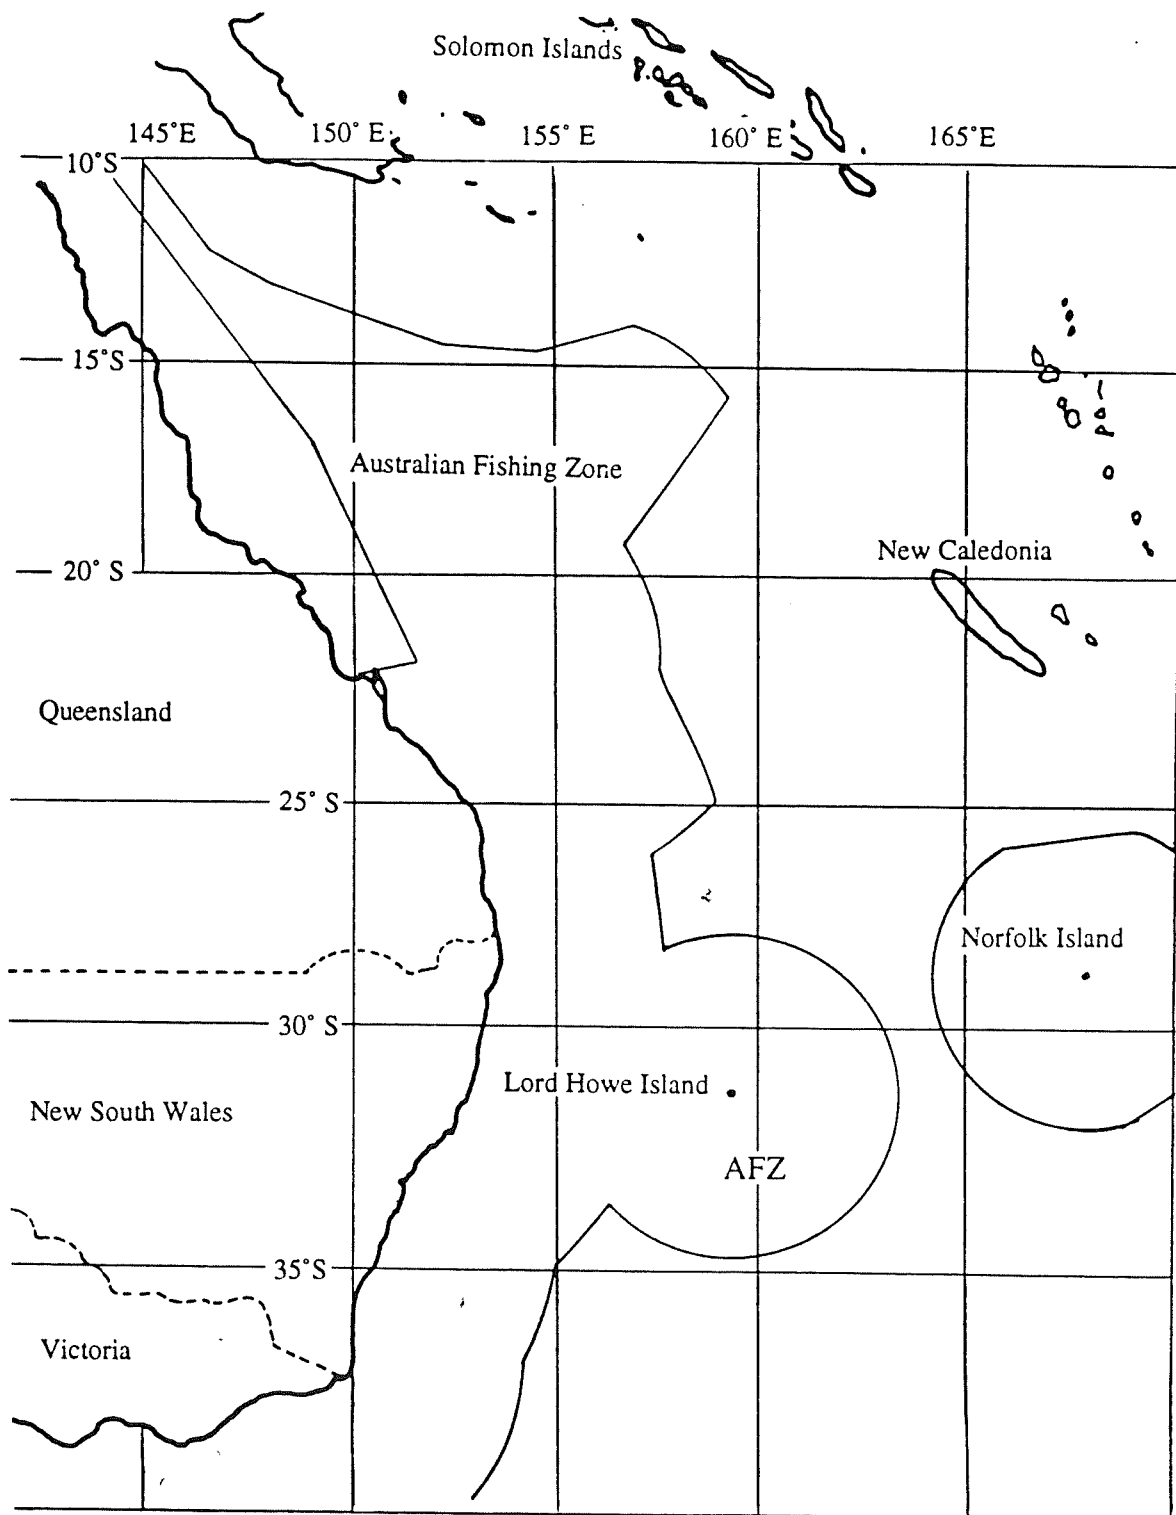 Solomon Islands
145°E 150°E 155°E 160°E 165°E
10°S
15°S
Australian Fishing Zone
New Caledonia
20°S
Queensland
25°S
Norfolk Island
30°S
Lord Howe Island
New South Wales
AFZ
35°S
Victoria